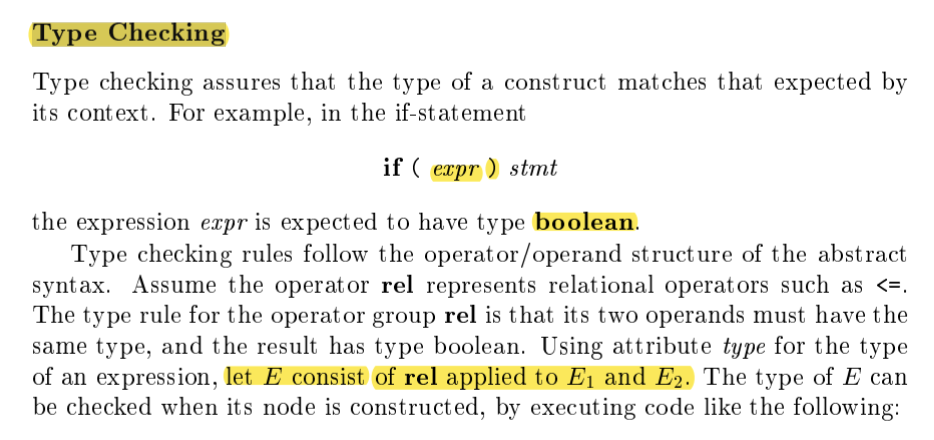 Type Checking
Type checking assures that the type of a construct matches that expected by
its context. For example, in the if-statement
if ( expr ) stmt
the expression expr is expected to have type boolean.
Type checking rules follow the operator/operand structure of the abstract
syntax. Assume the operator rel represents relational operators such as <=.
The type rule for the operator group rel is that its two operands must have the
same type, and the result has type boolean. Using attribute type for the type
of an expression, let E consist of rel applied to E₁ and E₂. The type of E can
be checked when its node is constructed, by executing code like the following: